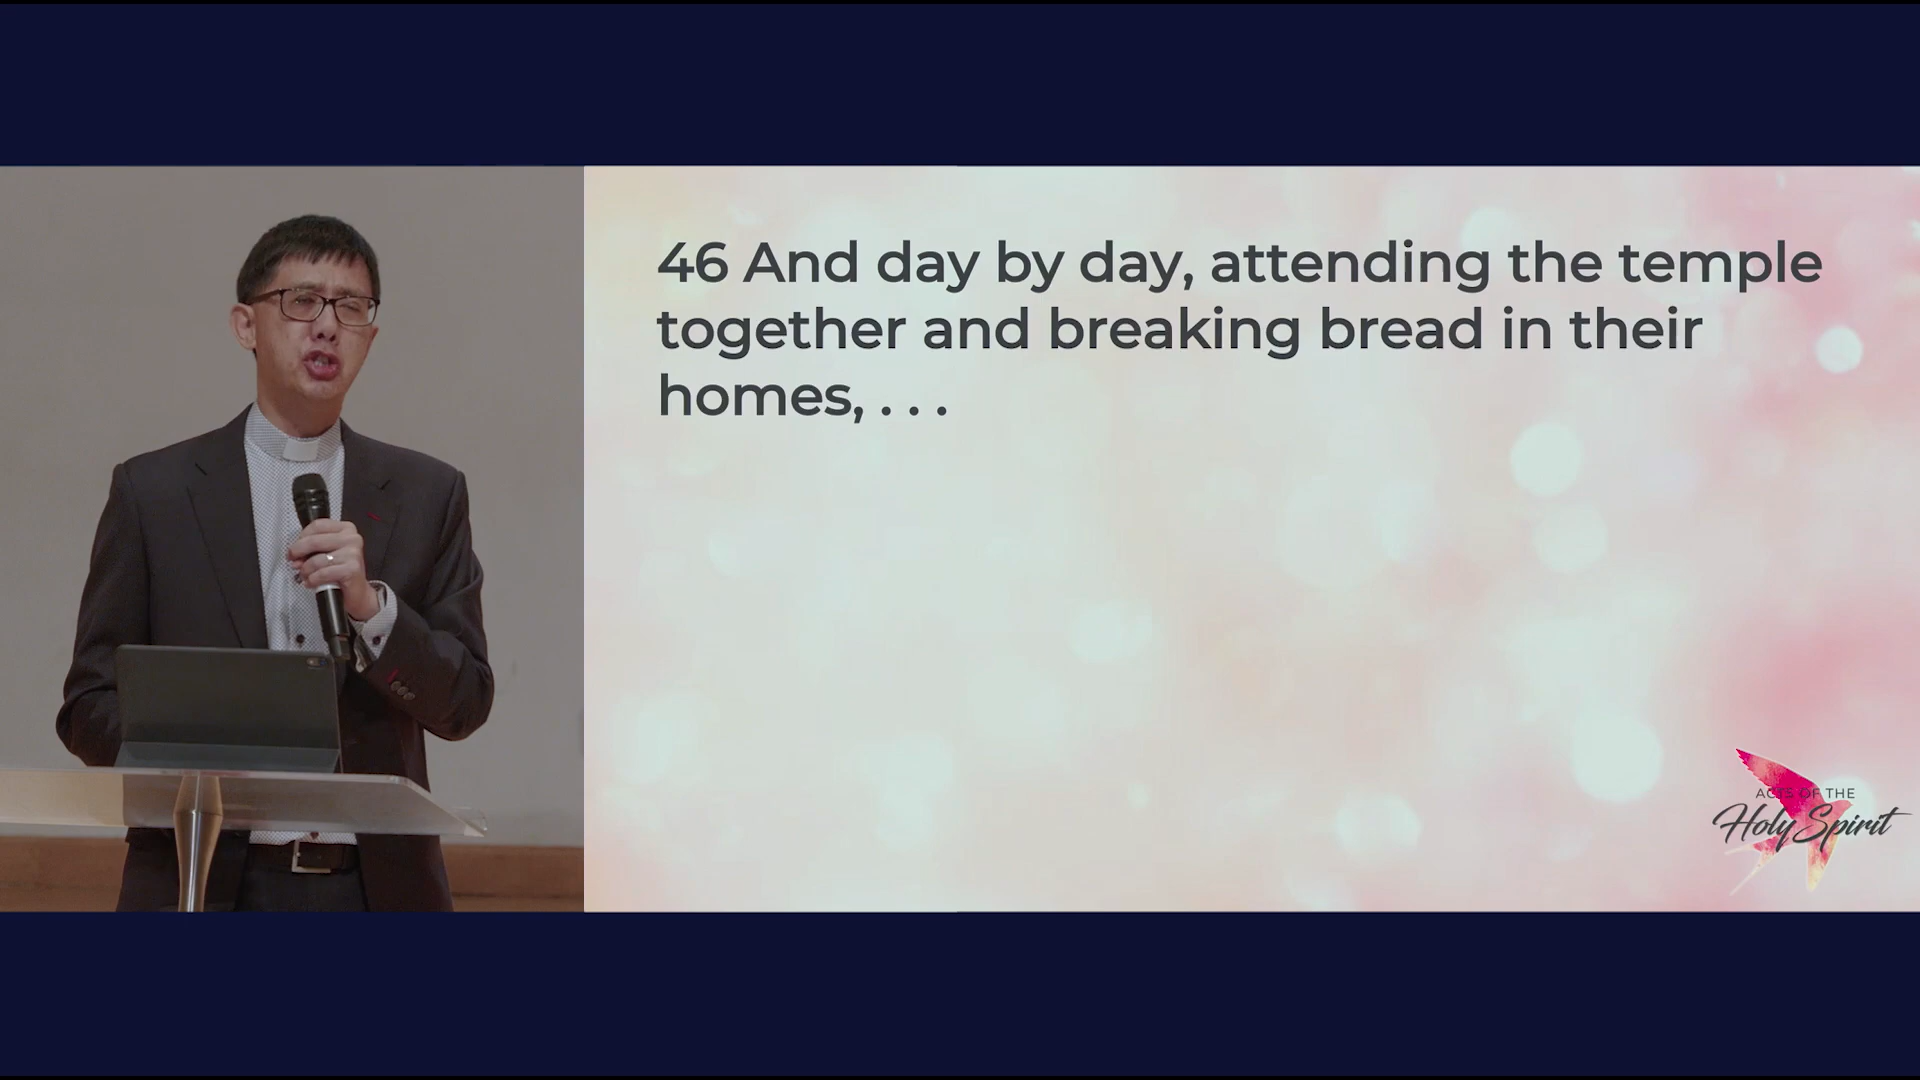 46 And day by day, attending the temple
together and breaking bread in their
homes, . . .
ACTS OF THE
Holy Spirit